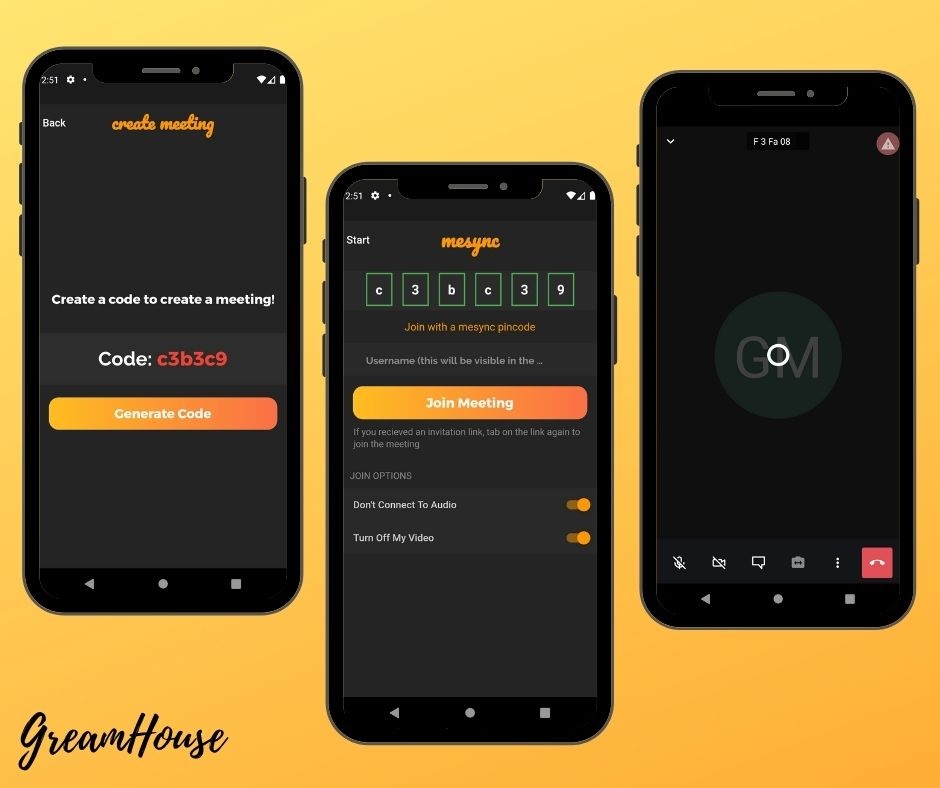 2:51
Back
create meeting
Create a code to create a meeting!
Code: c3b3c9
Generate Code
2:51
Start
mesync
c 3 b c 3 9
Join with a mesync pincode
Username (this will be visible in the ...
Join Meeting
If you recieved an invitation link, tab on the link again to
join the meeting
JOIN OPTIONS
Don't Connect To Audio
Turn Off My Video
F 3 Fa 08
GM
GreamHouse